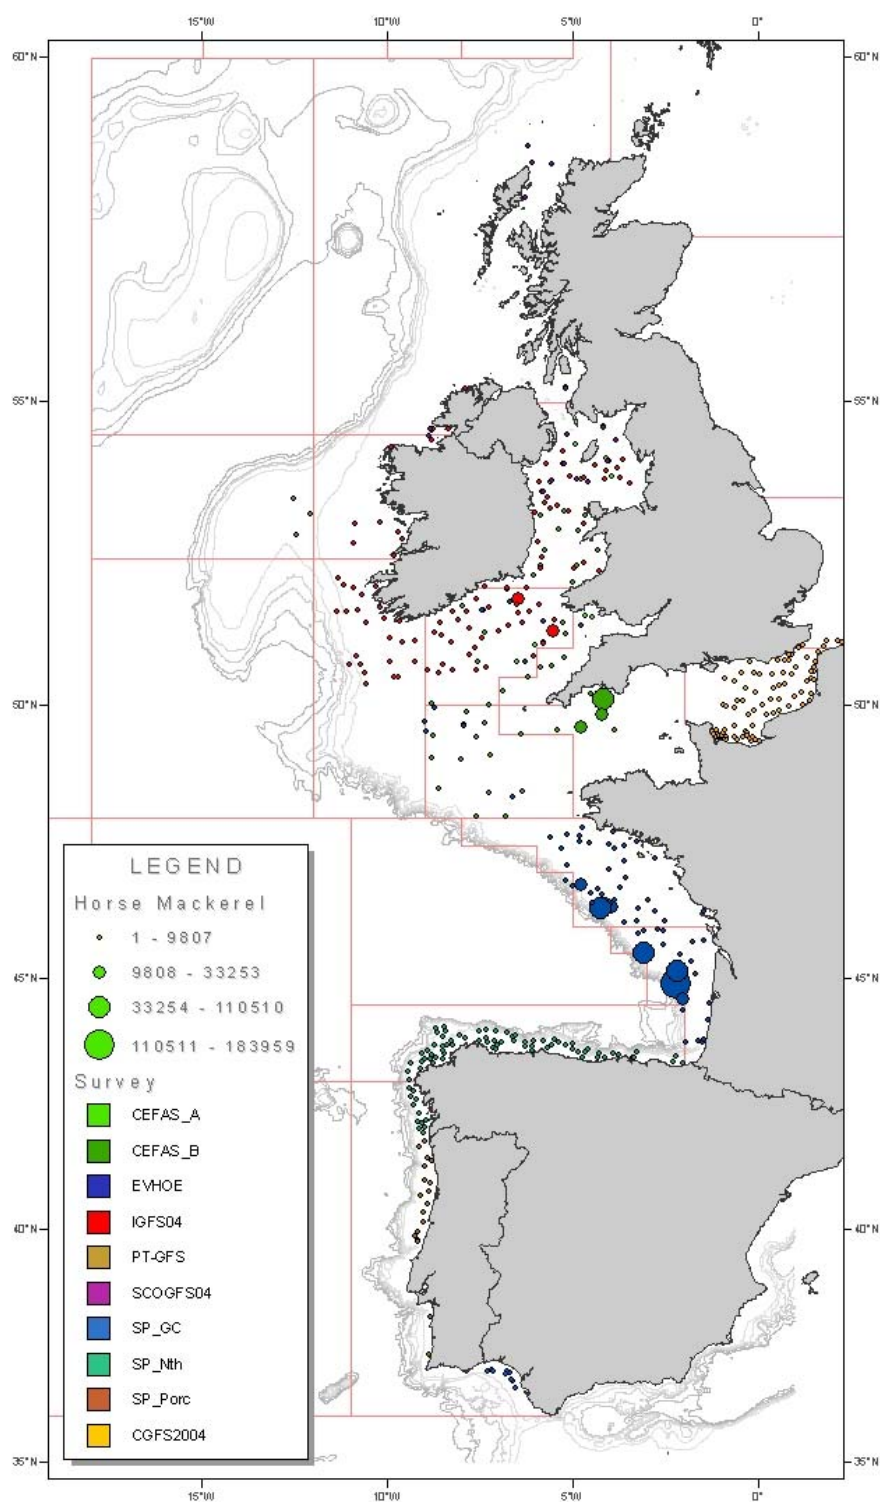 15°W 10°W 5°W 0°
60°N 60°N
55°N 55°N
50°N 50°N
45°N 45°N
40°N 40°N
35°N 35°N
LEGEND
Horse Mackerel
1 - 9807
9808 - 33253
33254 - 110510
110511 - 183959
Survey
CEFAS_A
CEFAS_B
EVHOE
IGFS04
PT-GFS
SCOGFS04
SP_GC
SP_Nth
SP_Porc
CGFS2004
15°W 10°W 5°W 0°